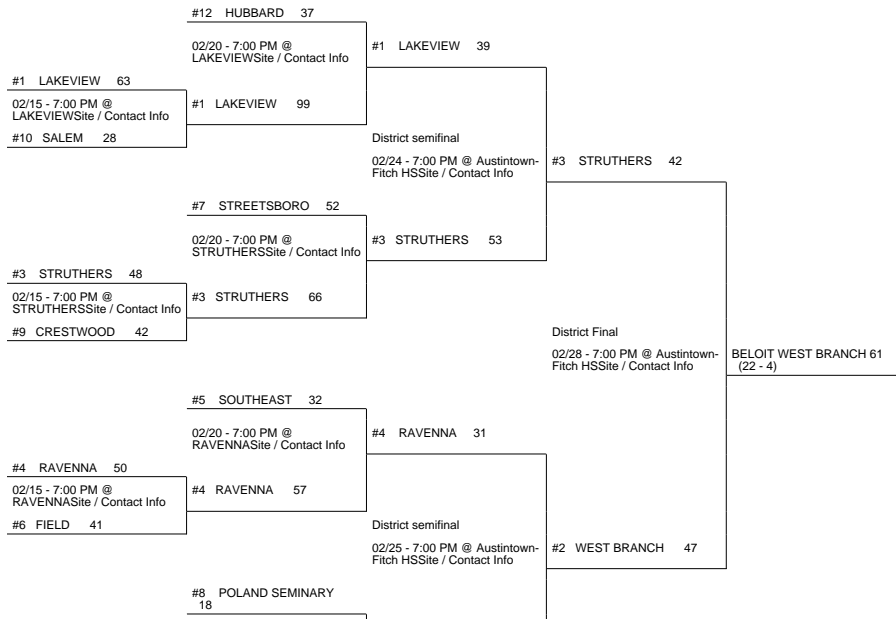 #12 HUBBARD 37
02/20 - 7:00 PM @
LAKEVIEWSite / Contact Info
#1 LAKEVIEW 39
#1 LAKEVIEW 63
02/15 - 7:00 PM @
LAKEVIEWSite / Contact Info
#1 LAKEVIEW 99
#10 SALEM 28
District semifinal
02/24 - 7:00 PM @ Austintown-
Fitch HSSite / Contact Info
#3 STRUTHERS 42
#7 STREETSBORO 52
02/20 - 7:00 PM @
STRUTHERSSite / Contact Info
#3 STRUTHERS 53
#3 STRUTHERS 48
02/15 - 7:00 PM @
STRUTHERSSite / Contact Info
#3 STRUTHERS 66
#9 CRESTWOOD 42
District Final
02/28 - 7:00 PM @ Austintown-
Fitch HSSite / Contact Info
BELOIT WEST BRANCH 61
(22 - 4)
#5 SOUTHEAST 32
02/20 - 7:00 PM @
RAVENNASite / Contact Info
#4 RAVENNA 31
#4 RAVENNA 50
02/15 - 7:00 PM @
RAVENNASite / Contact Info
#4 RAVENNA 57
#6 FIELD 41
District semifinal
02/25 - 7:00 PM @ Austintown-
Fitch HSSite / Contact Info
#2 WEST BRANCH 47
#8 POLAND SEMINARY
18